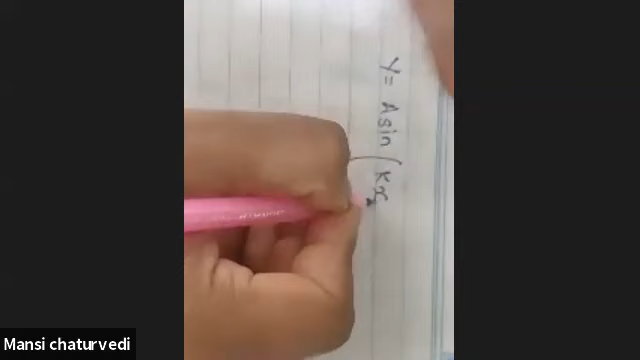 y = A sin (Kx
Mansi chaturvedi